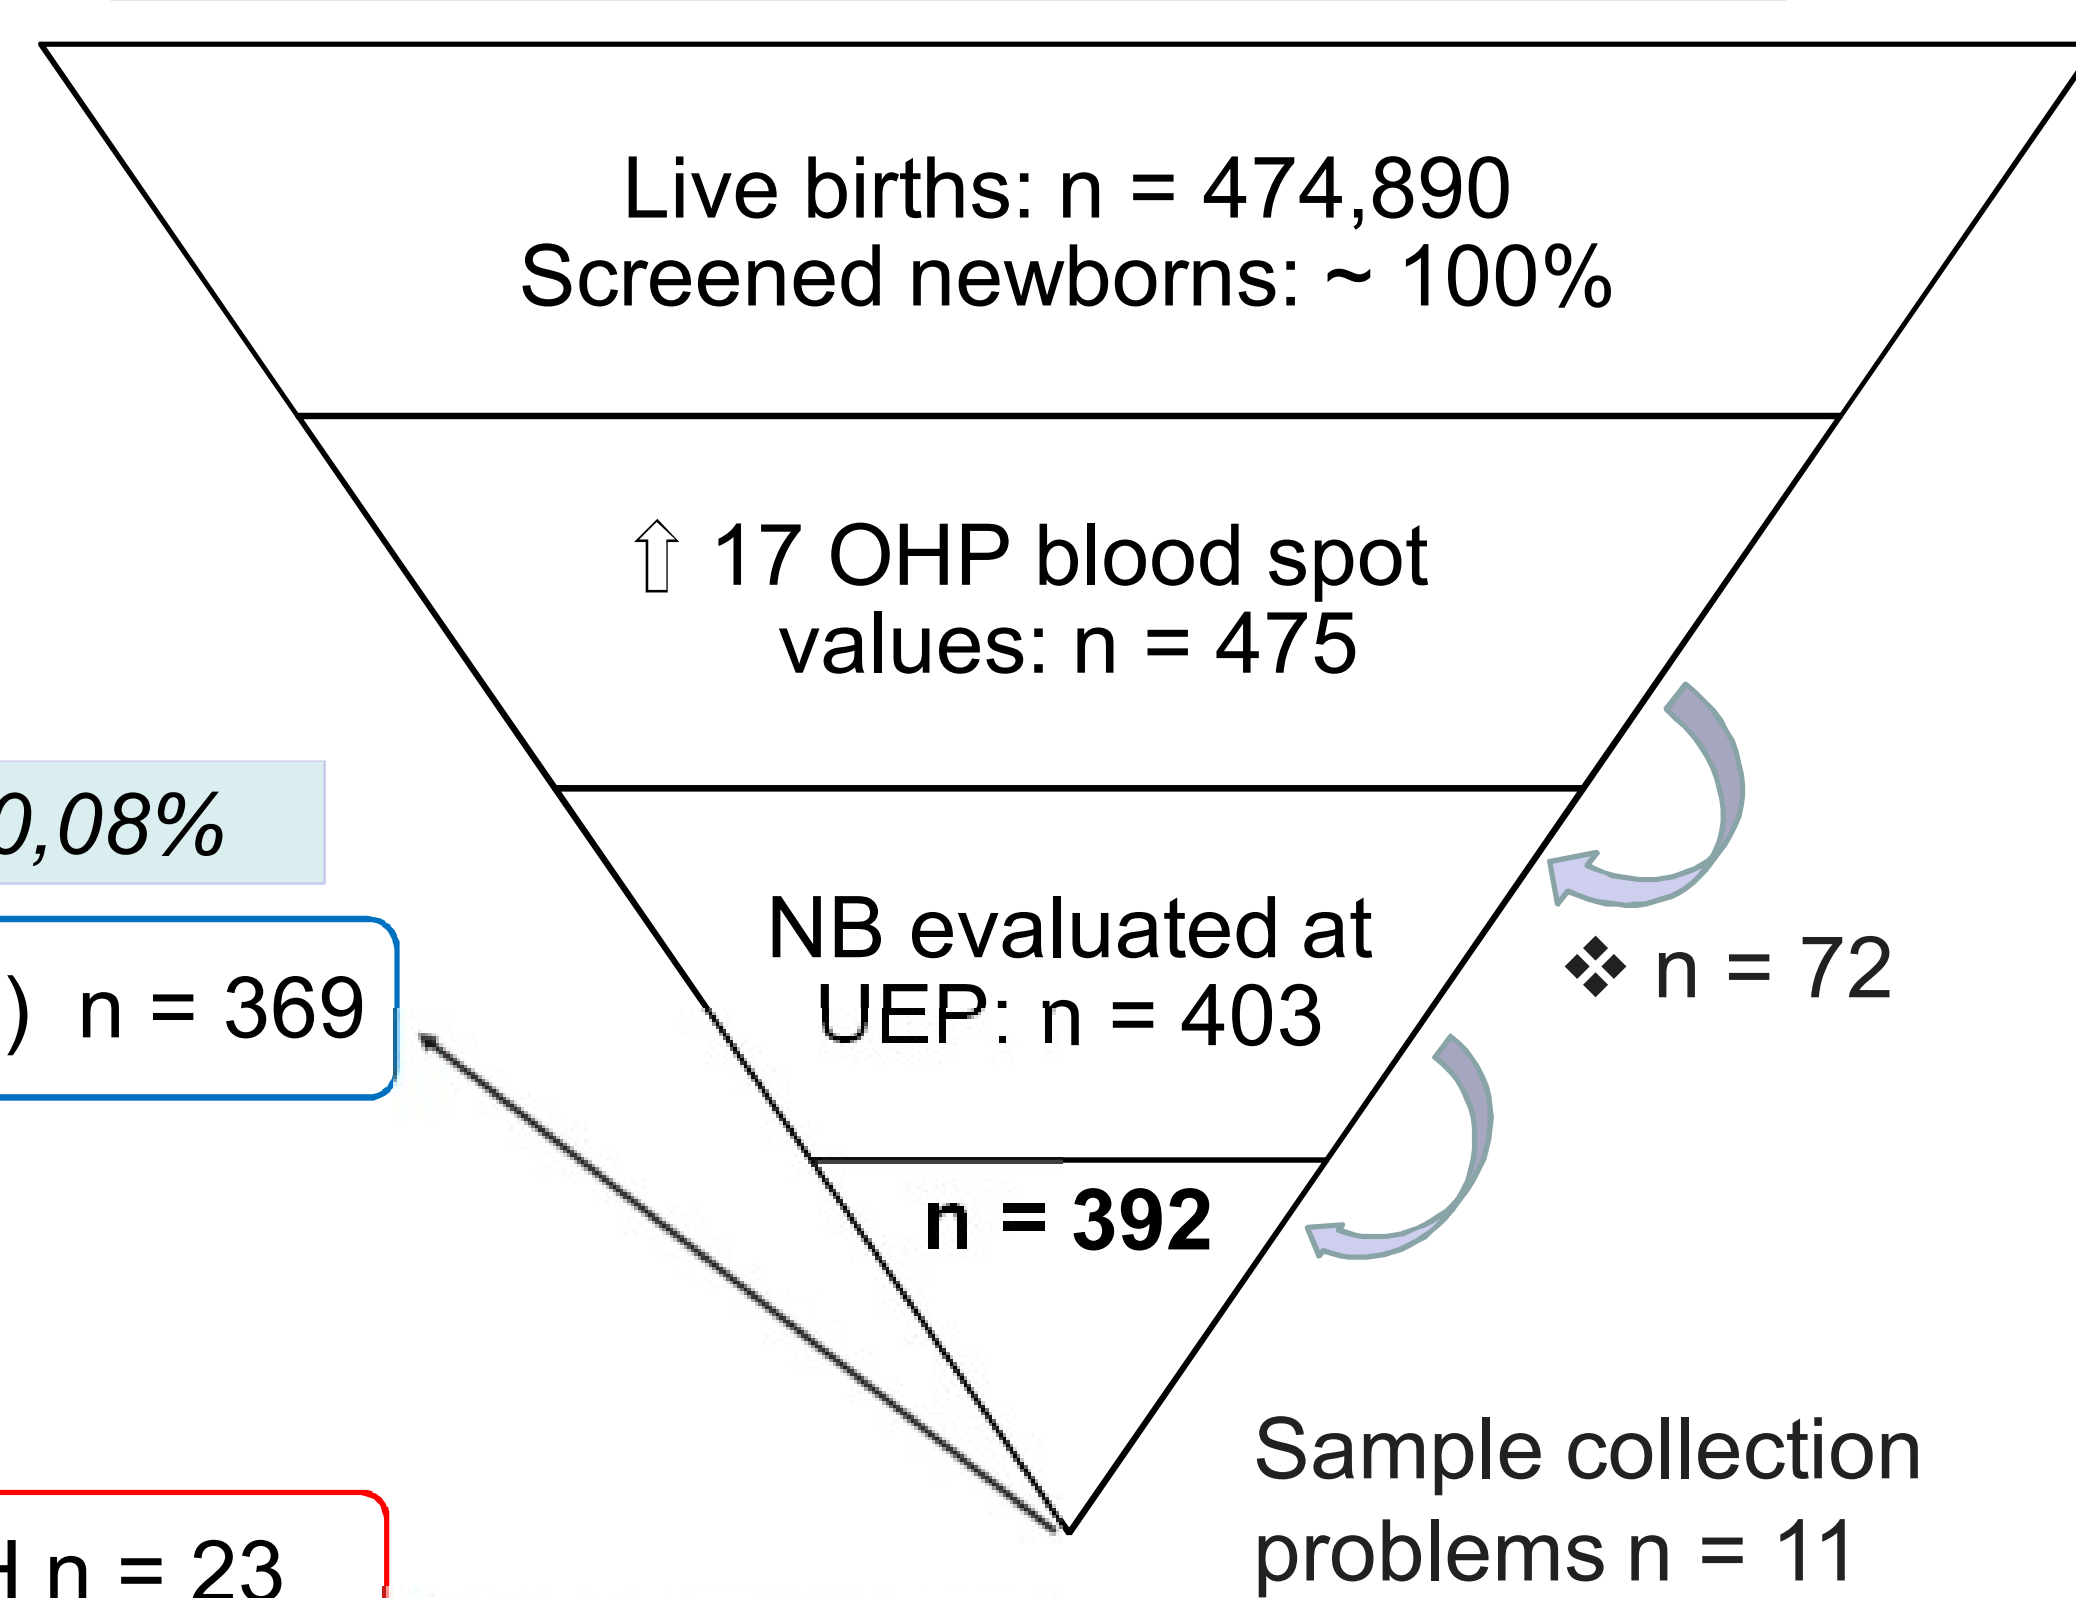 Live births: n = 474,890
Screened newborns: ~ 100%
⇧ 17 OHP blood spot
values: n = 475
0,08%
NB evaluated at
UEP: n = 403
❖ n = 72
) n = 369
n = 392
Sample collection
problems n = 11
H n = 23